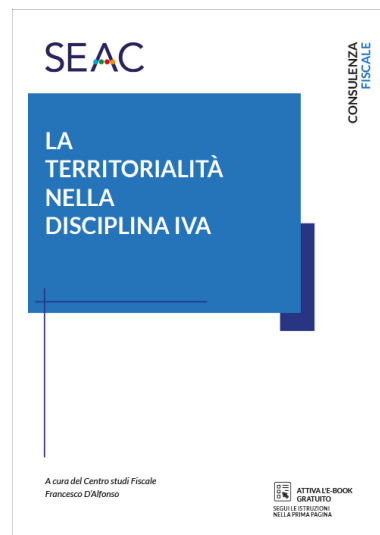 SEAC
CONSULENZA
FISCALE
LA
TERRITORIALITÀ
NELLA
DISCIPLINA IVA
A cura del Centro studi Fiscale
Francesco D'Alfonso
ATTIVA L'E-BOOK
GRATUITO
SEGUI LE ISTRUZIONI
NELLA PRIMA PAGINA